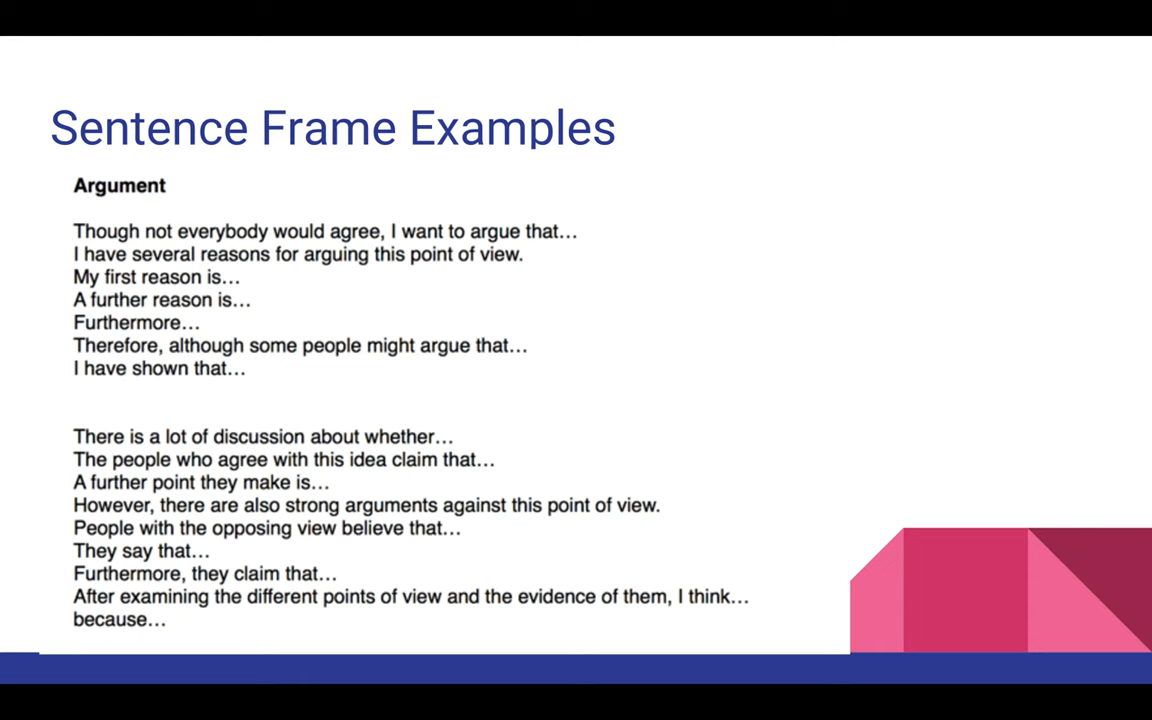 Sentence Frame Examples
Argument
Though not everybody would agree, I want to argue that…
I have several reasons for arguing this point of view.
My first reason is…
A further reason is…
Furthermore…
Therefore, although some people might argue that…
I have shown that…
There is a lot of discussion about whether…
The people who agree with this idea claim that…
A further point they make is…
However, there are also strong arguments against this point of view.
People with the opposing view believe that…
They say that…
Furthermore, they claim that…
After examining the different points of view and the evidence of them, I think…
because…